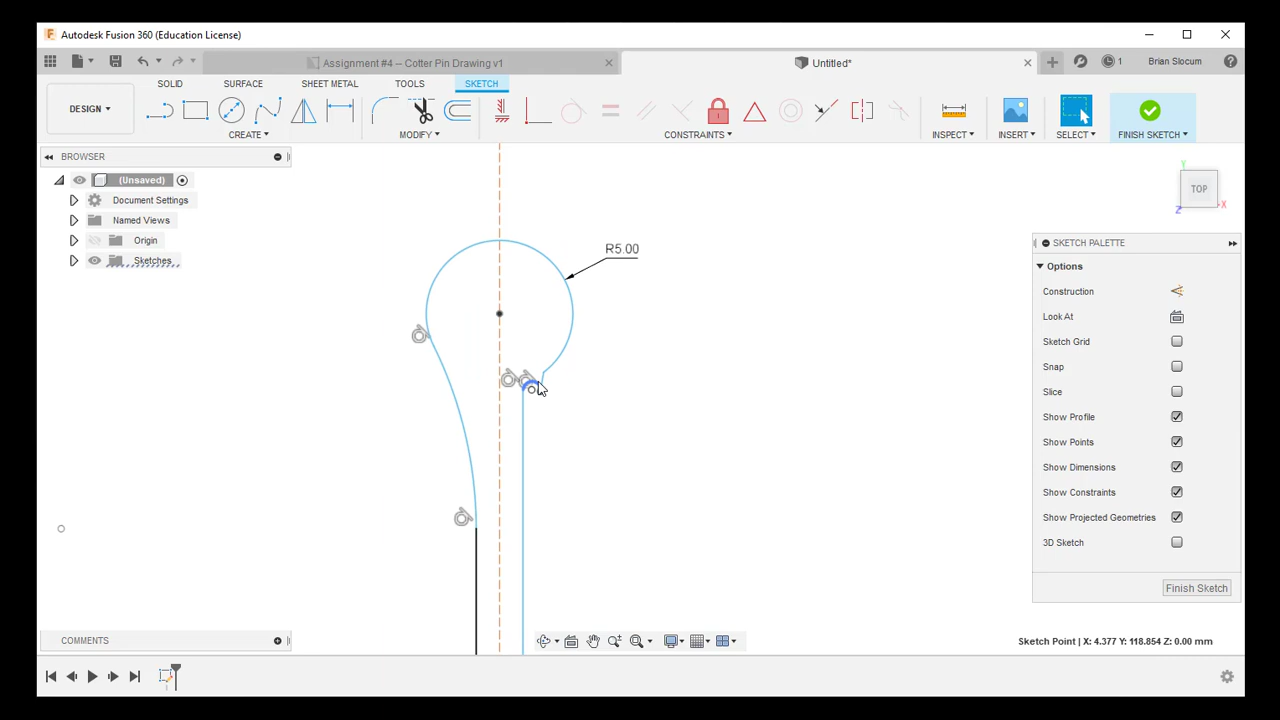 Autodesk Fusion 360 (Education License)
Assignment #4 -- Cotter Pin Drawing v1
Untitled*
1
Brian Slocum
SOLID
SURFACE
SHEET METAL
TOOLS
SKETCH
DESIGN
CREATE
MODIFY
CONSTRAINTS
INSPECT
INSERT
SELECT
FINISH SKETCH
BROWSER
(Unsaved)
Document Settings
Named Views
Origin
Sketches
Y
TOP
X
Z
R5.00
SKETCH PALETTE
Options
Construction
Look At
Sketch Grid
Snap
Slice
Show Profile
Show Points
Show Dimensions
Show Constraints
Show Projected Geometries
3D Sketch
Finish Sketch
COMMENTS
Sketch Point | X: 4.377 Y: 118.854 Z: 0.00 mm